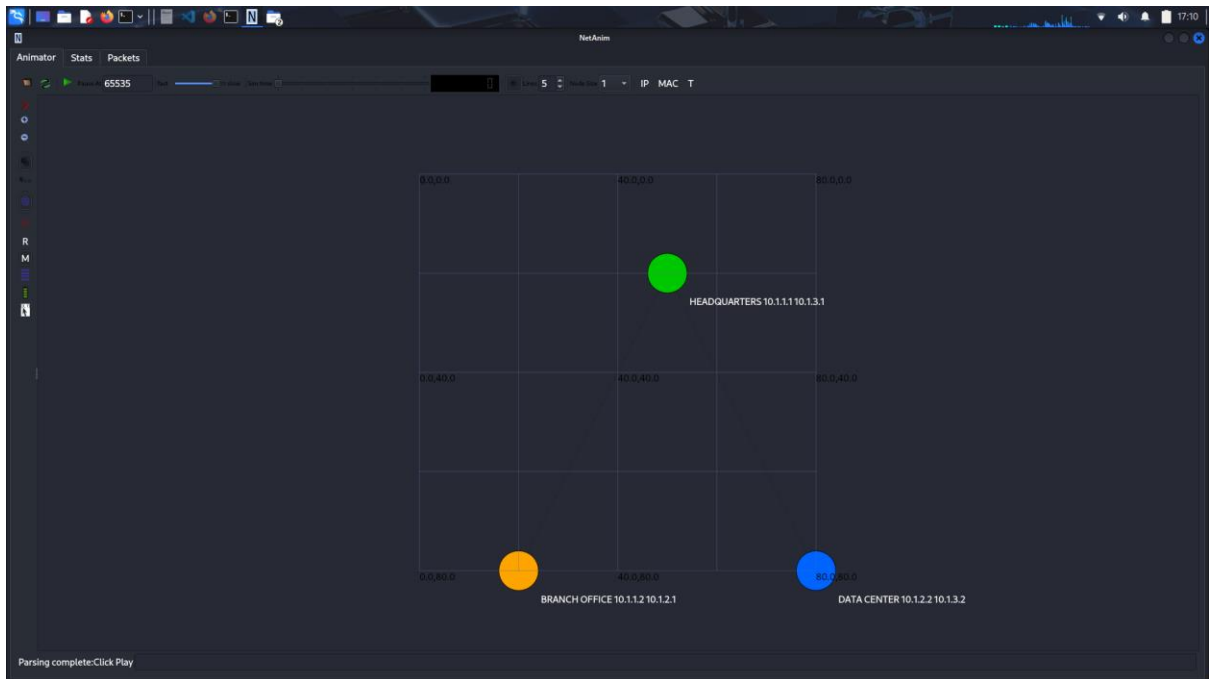 17:10
NetAnim
Animator Stats Packets
65535 5 1 IP MAC T
0.0,0.0 40.0,0.0 80.0,0.0
R
M
HEADQUARTERS 10.1.1.1 10.1.3.1
0.0,40.0 40.0,40.0 80.0,40.0
0.0,80.0 40.0,80.0 80.0,80.0
BRANCH OFFICE 10.1.1.2 10.1.2.1 DATA CENTER 10.1.2.2 10.1.3.2
Parsing complete:Click Play